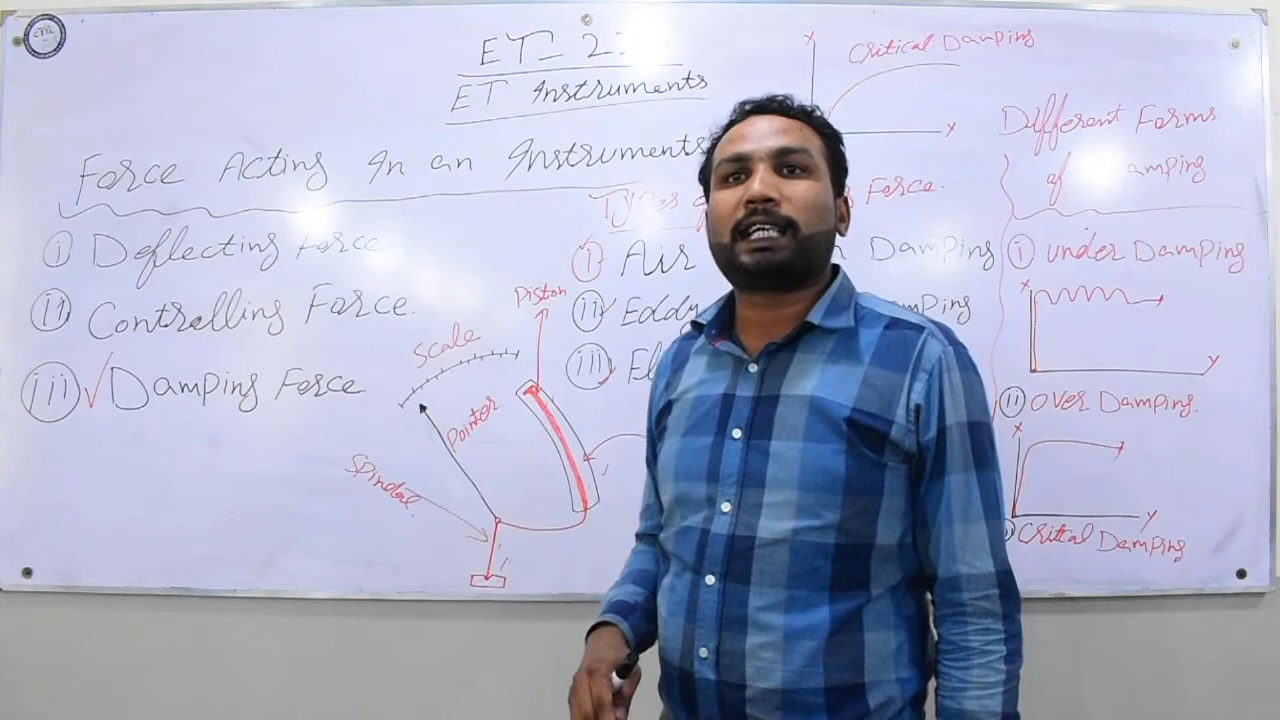 ET-2
ET Instruments
Force Acting In an Instruments
i Deflecting Force
ii Controlling Force.
iii ✓ Damping Force
Scale
Pointer
Spindal
Piston
Force.
i Air Damping
ii Eddy mping
iii El
X
Critical Damping
Y
Different Forms
of amping
i under Damping
X
Y
ii over Damping.
X
Y
Critical Damping